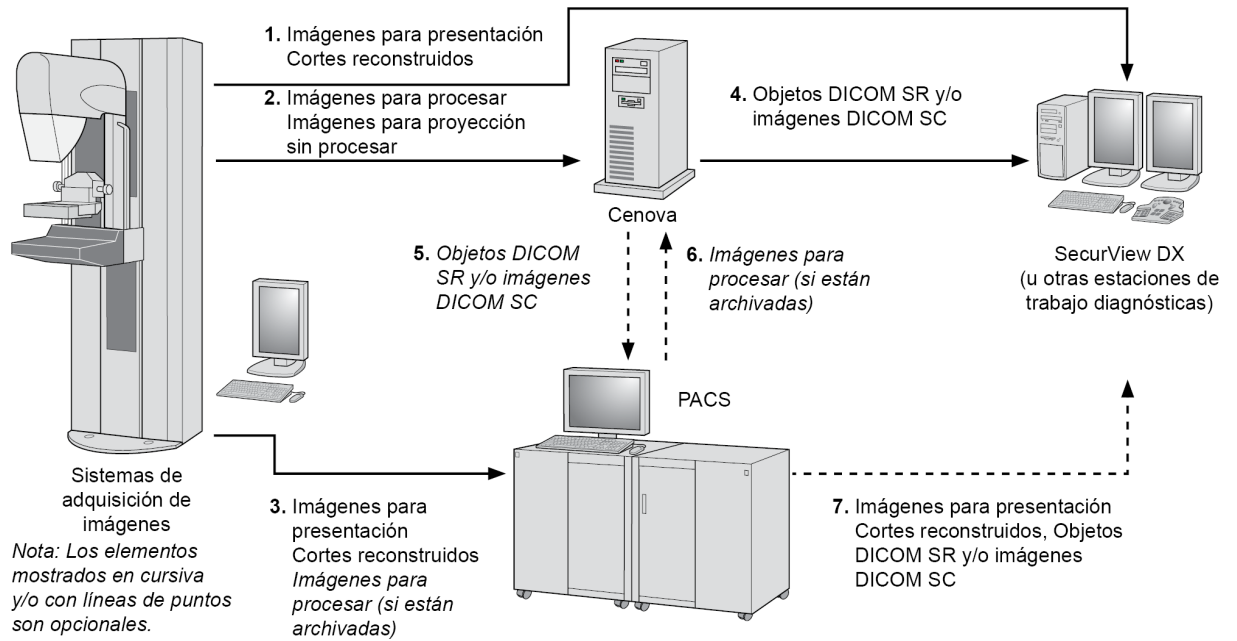 1. Imágenes para presentación
Cortes reconstruidos
2. Imágenes para procesar
Imágenes para proyección
sin procesar
4. Objetos DICOM SR y/o
imágenes DICOM SC
Cenova
5. Objetos DICOM
SR y/o imágenes
DICOM SC
6. Imágenes para
procesar (si están
archivadas)
SecurView DX
(u otras estaciones de
trabajo diagnósticas)
PACS
Sistemas de
adquisición de
imágenes
Nota: Los elementos
mostrados en cursiva
y/o con líneas de puntos
son opcionales.
3. Imágenes para
presentación
Cortes reconstruidos
Imágenes para
procesar (si están
archivadas)
7. Imágenes para presentación
Cortes reconstruidos, Objetos
DICOM SR y/o imágenes
DICOM SC